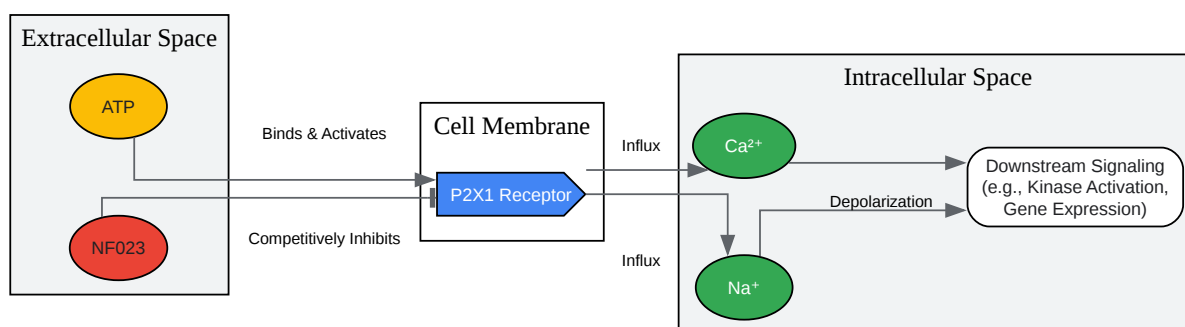 Extracellular Space
ATP
NF023
Binds & Activates
Competitively Inhibits
Cell Membrane
P2X1 Receptor
Influx
Influx
Intracellular Space
Ca²⁺
Na⁺
Depolarization
Downstream Signaling
(e.g., Kinase Activation,
Gene Expression)